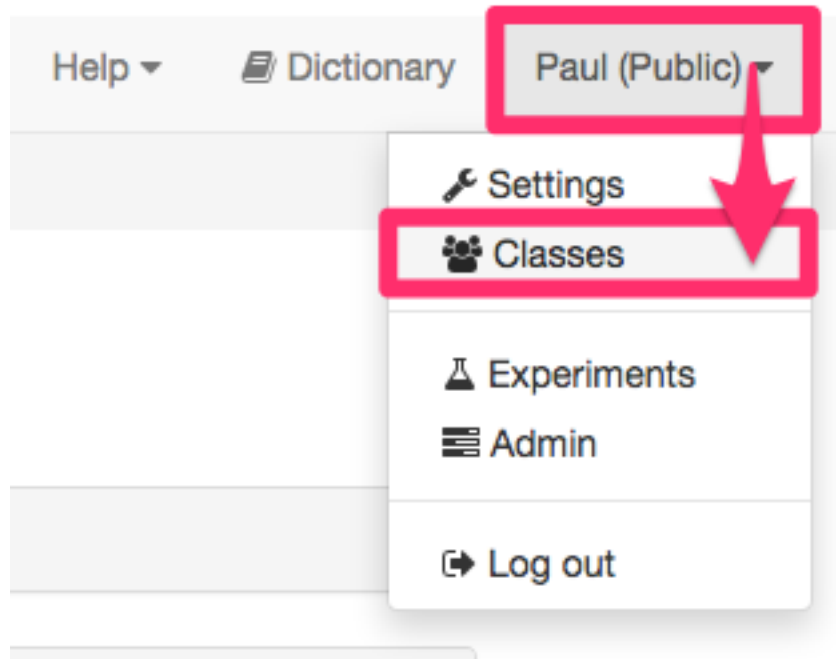 Help Dictionary Paul (Public)
Settings
Classes
Experiments
Admin
Log out